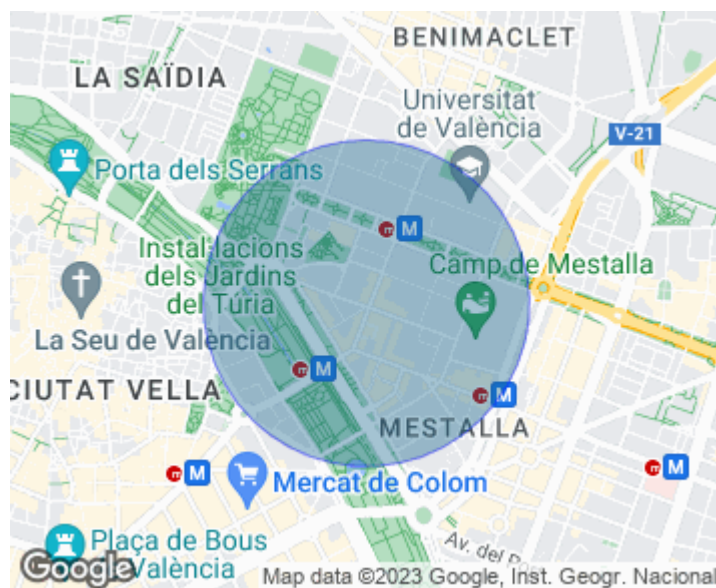 BENIMACLET
LA SAÏDIA
Universitat
de València
V-21
Porta dels Serrans
M
Instal·lacions
dels Jardins
del Túria
Camp de Mestalla
La Seu de València
M
CIUTAT VELLA
M
MESTALLA
M
Mercat de Colom
M
Plaça de Bous
València
Av. del
Google
Map data ©2023 Google, Inst. Geogr. Nacional